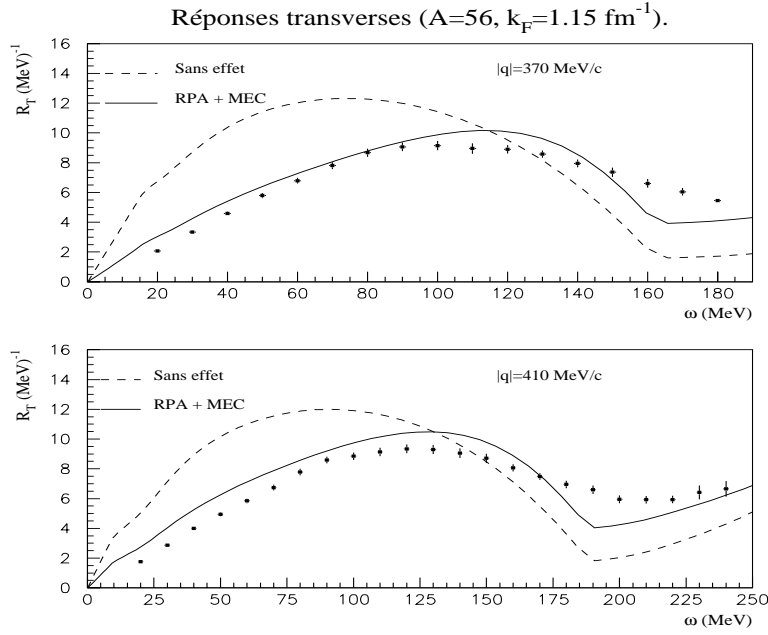 Réponses transverses (A=56, k_F=1.15 fm⁻¹).
R_T (MeV)⁻¹
16
14
12
10
8
6
4
2
0
Sans effet
RPA + MEC
|q|=370 MeV/c
0 20 40 60 80 100 120 140 160 180
ω (MeV)
R_T (MeV)⁻¹
16
14
12
10
8
6
4
2
0
Sans effet
RPA + MEC
|q|=410 MeV/c
0 25 50 75 100 125 150 175 200 225 250
ω (MeV)